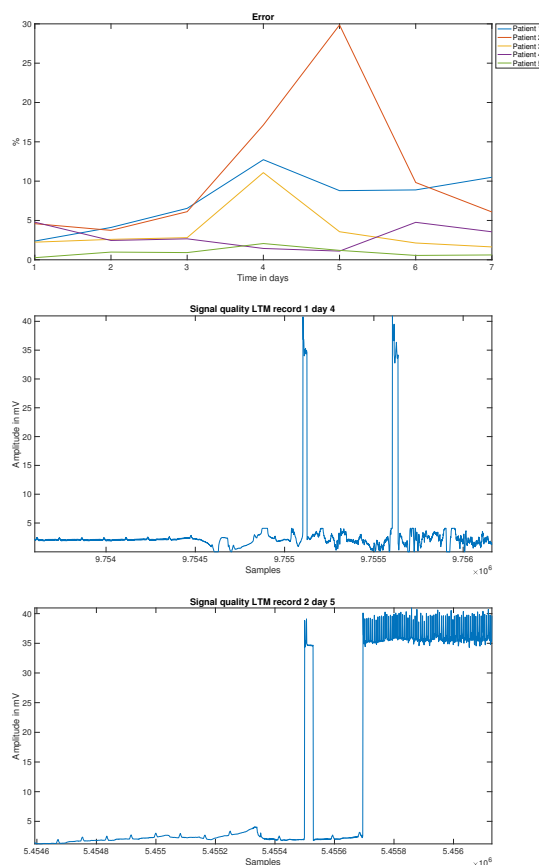 Error
30
25
20
15
10
5
0
%
1 2 3 4 5 6 7
Time in days
Patient
Patient
Patient
Patient
Patient
Signal quality LTM record 1 day 4
40
35
30
25
20
15
10
5
Amplitude in mV
9.754 9.7545 9.755 9.7555 9.756
Samples
×10⁶
Signal quality LTM record 2 day 5
40
35
30
25
20
15
10
5
Amplitude in mV
5.4546 5.4548 5.455 5.4552 5.4554 5.4556 5.4558 5.456
Samples
×10⁶